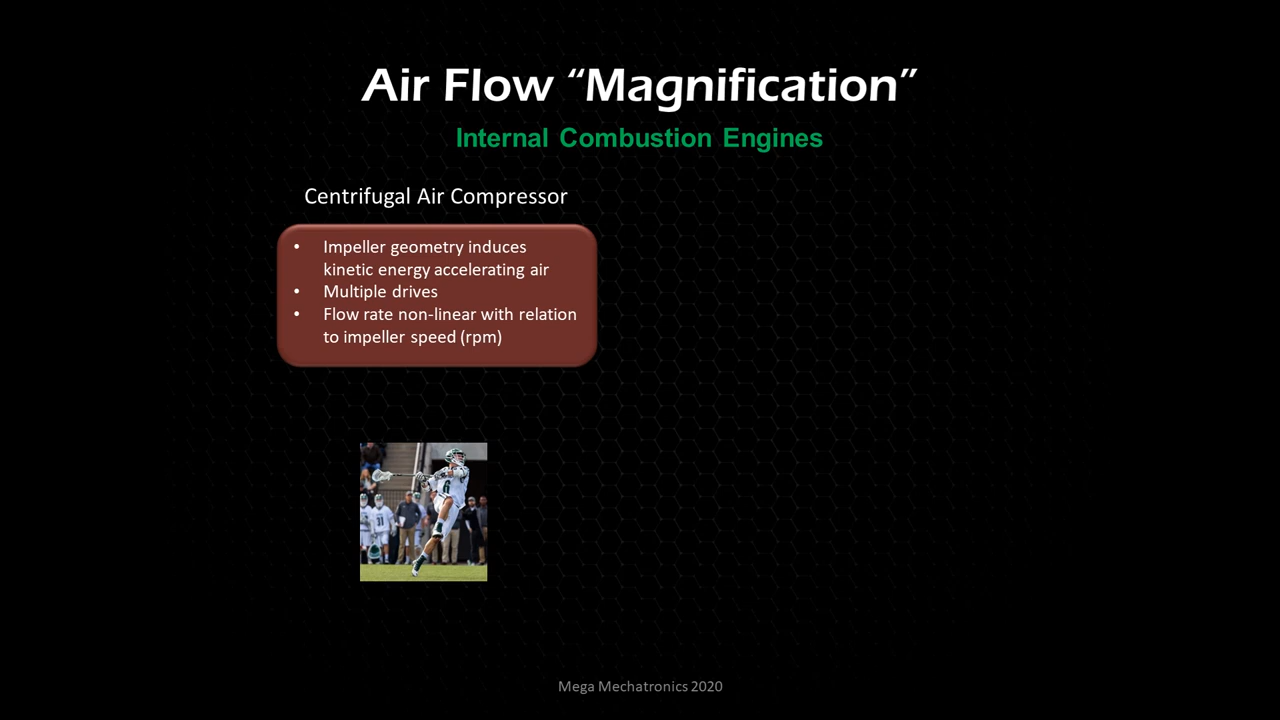 Air Flow “Magnification”
Internal Combustion Engines
Centrifugal Air Compressor
• Impeller geometry induces
kinetic energy accelerating air
• Multiple drives
• Flow rate non-linear with relation
to impeller speed (rpm)
31
Mega Mechatronics 2020